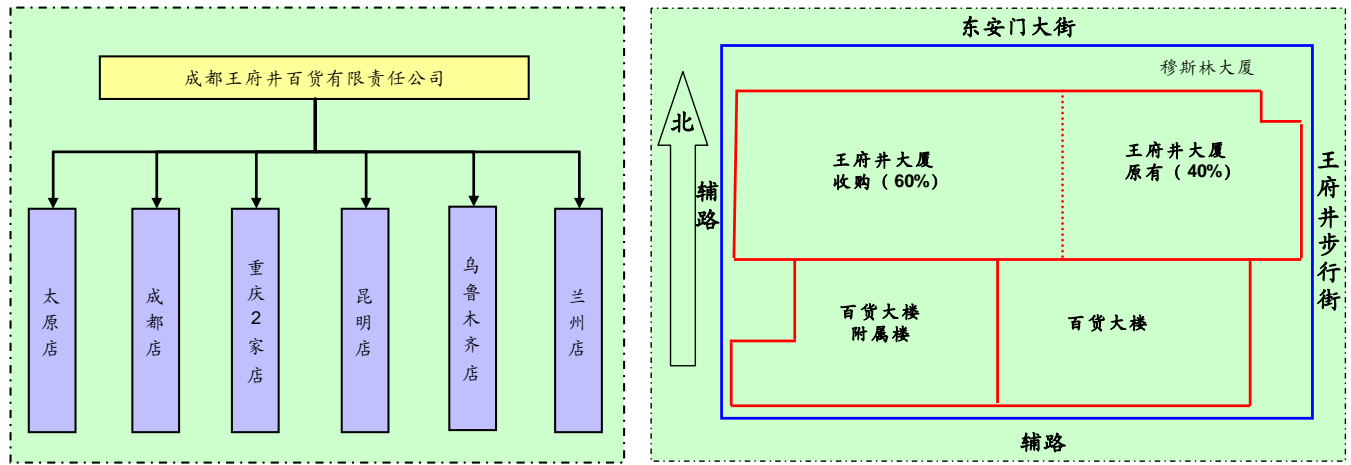 成都王府井百货有限责任公司
太原店
成都店
重庆2家店
昆明店
乌鲁木齐店
兰州店
东安门大街
穆斯林大厦
北
辅路
王府井大厦
收购（60%）
王府井大厦
原有（40%）
王府井步行街
百货大楼
附属楼
百货大楼
辅路